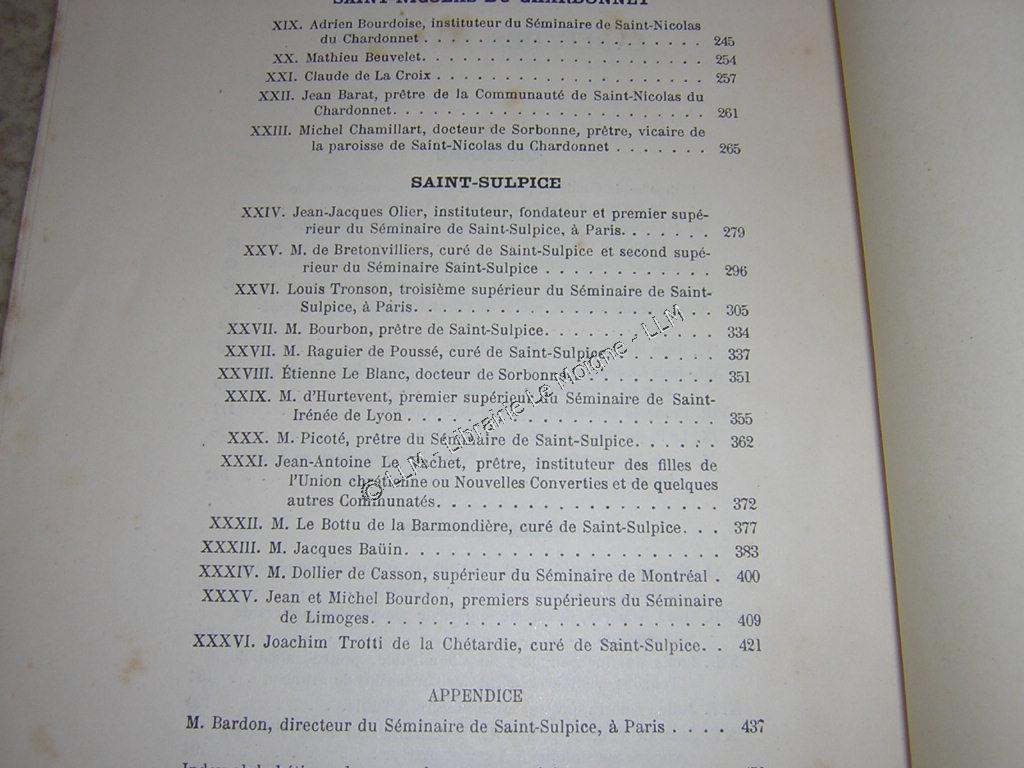 SAINT-NICOLAS DU CHARDONNET
XIX. Adrien Bourdoise, instituteur du Séminaire de Saint-Nicolas
du Chardonnet . . . . . . . . . . . . . . . . . . . . . 245
XX. Mathieu Beuvelet. . . . . . . . . . . . . . . . . . . . . . 254
XXI. Claude de La Croix . . . . . . . . . . . . . . . . . . . . 257
XXII. Jean Barat, prêtre de la Communauté de Saint-Nicolas du
Chardonnet. . . . . . . . . . . . . . . . . . . . . . . 261
XXIII. Michel Chamillart, docteur de Sorbonne, prêtre, vicaire de
la paroisse de Saint-Nicolas du Chardonnet . . . . . . . 265
SAINT-SULPICE
XXIV. Jean-Jacques Olier, instituteur, fondateur et premier supé-
rieur du Séminaire de Saint-Sulpice, à Paris. . . . . . . 279
XXV. M. de Bretonvilliers, curé de Saint-Sulpice et second supé-
rieur du Séminaire Saint-Sulpice . . . . . . . . . . . . 296
XXVI. Louis Tronson, troisième supérieur du Séminaire de Saint-
Sulpice, à Paris. . . . . . . . . . . . . . . . . . . . . 305
XXVII. M. Bourbon, prêtre de Saint-Sulpice. . . . . . . . . . . 334
XXVII. M. Raguier de Poussé, curé de Saint-Sulpice . . . . . . . 337
XXVIII. Étienne Le Blanc, docteur de Sorbonne. . . . . . . . . . 351
XXIX. M. d'Hurtevent, premier supérieur du Séminaire de Saint-
Irénée de Lyon . . . . . . . . . . . . . . . . . . . . . 355
XXX. M. Picoté, prêtre du Séminaire de Saint-Sulpice. . . . . . 362
XXXI. Jean-Antoine Le Vachet, prêtre, instituteur des filles de
l'Union chrétienne ou Nouvelles Converties et de quelques
autres Communatés. . . . . . . . . . . . . . . . . . . . 372
XXXII. M. Le Bottu de la Barmondière, curé de Saint-Sulpice. . . 377
XXXIII. M. Jacques Baüin. . . . . . . . . . . . . . . . . . . . 383
XXXIV. M. Dollier de Casson, supérieur du Séminaire de Montréal . 400
XXXV. Jean et Michel Bourdon, premiers supérieurs du Séminaire
de Limoges. . . . . . . . . . . . . . . . . . . . . . . 409
XXXVI. Joachim Trotti de la Chétardie, curé de Saint-Sulpice. . 421
APPENDICE
M. Bardon, directeur du Séminaire de Saint-Sulpice, à Paris . . . . 437
© LLM - Librairie Le Moigne - LLM